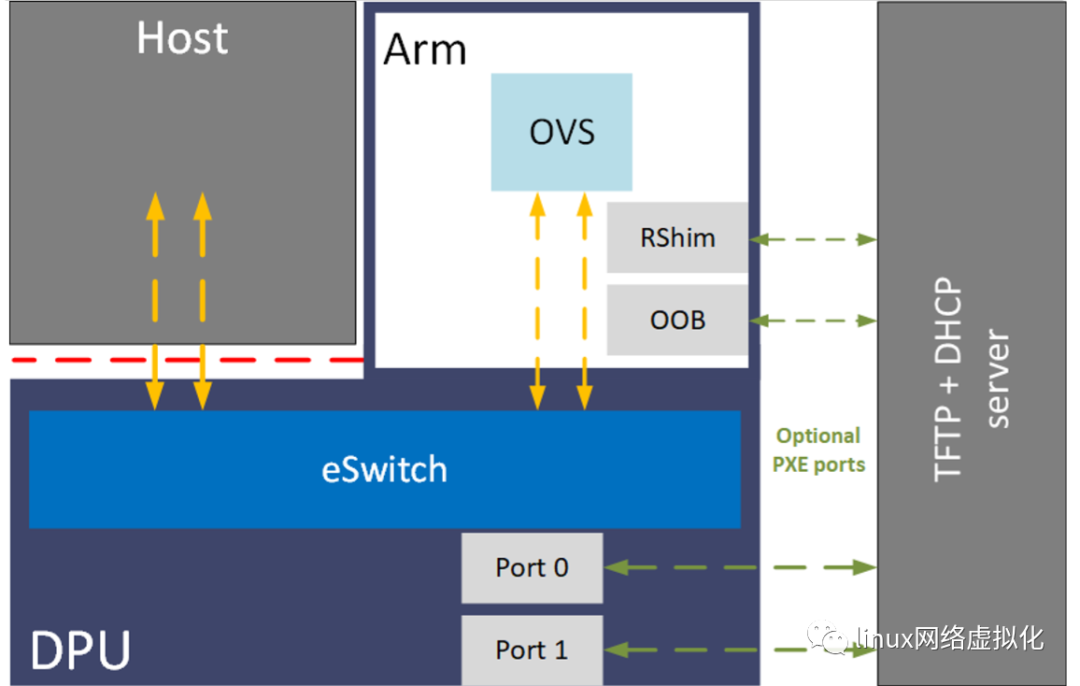 Host
Arm
OVS
RShim
OOB
TFTP + DHCP
server
Optional
PXE ports
eSwitch
Port 0
Port 1
DPU
linux网络虚拟化